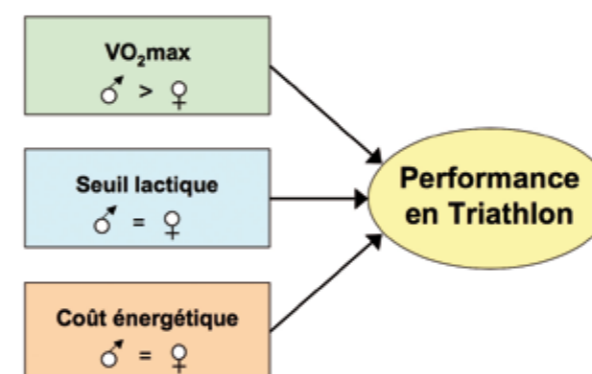 VO₂max
♂ > ♀
Seuil lactique
♂ = ♀
Coût énergétique
♂ = ♀
Performance
en Triathlon